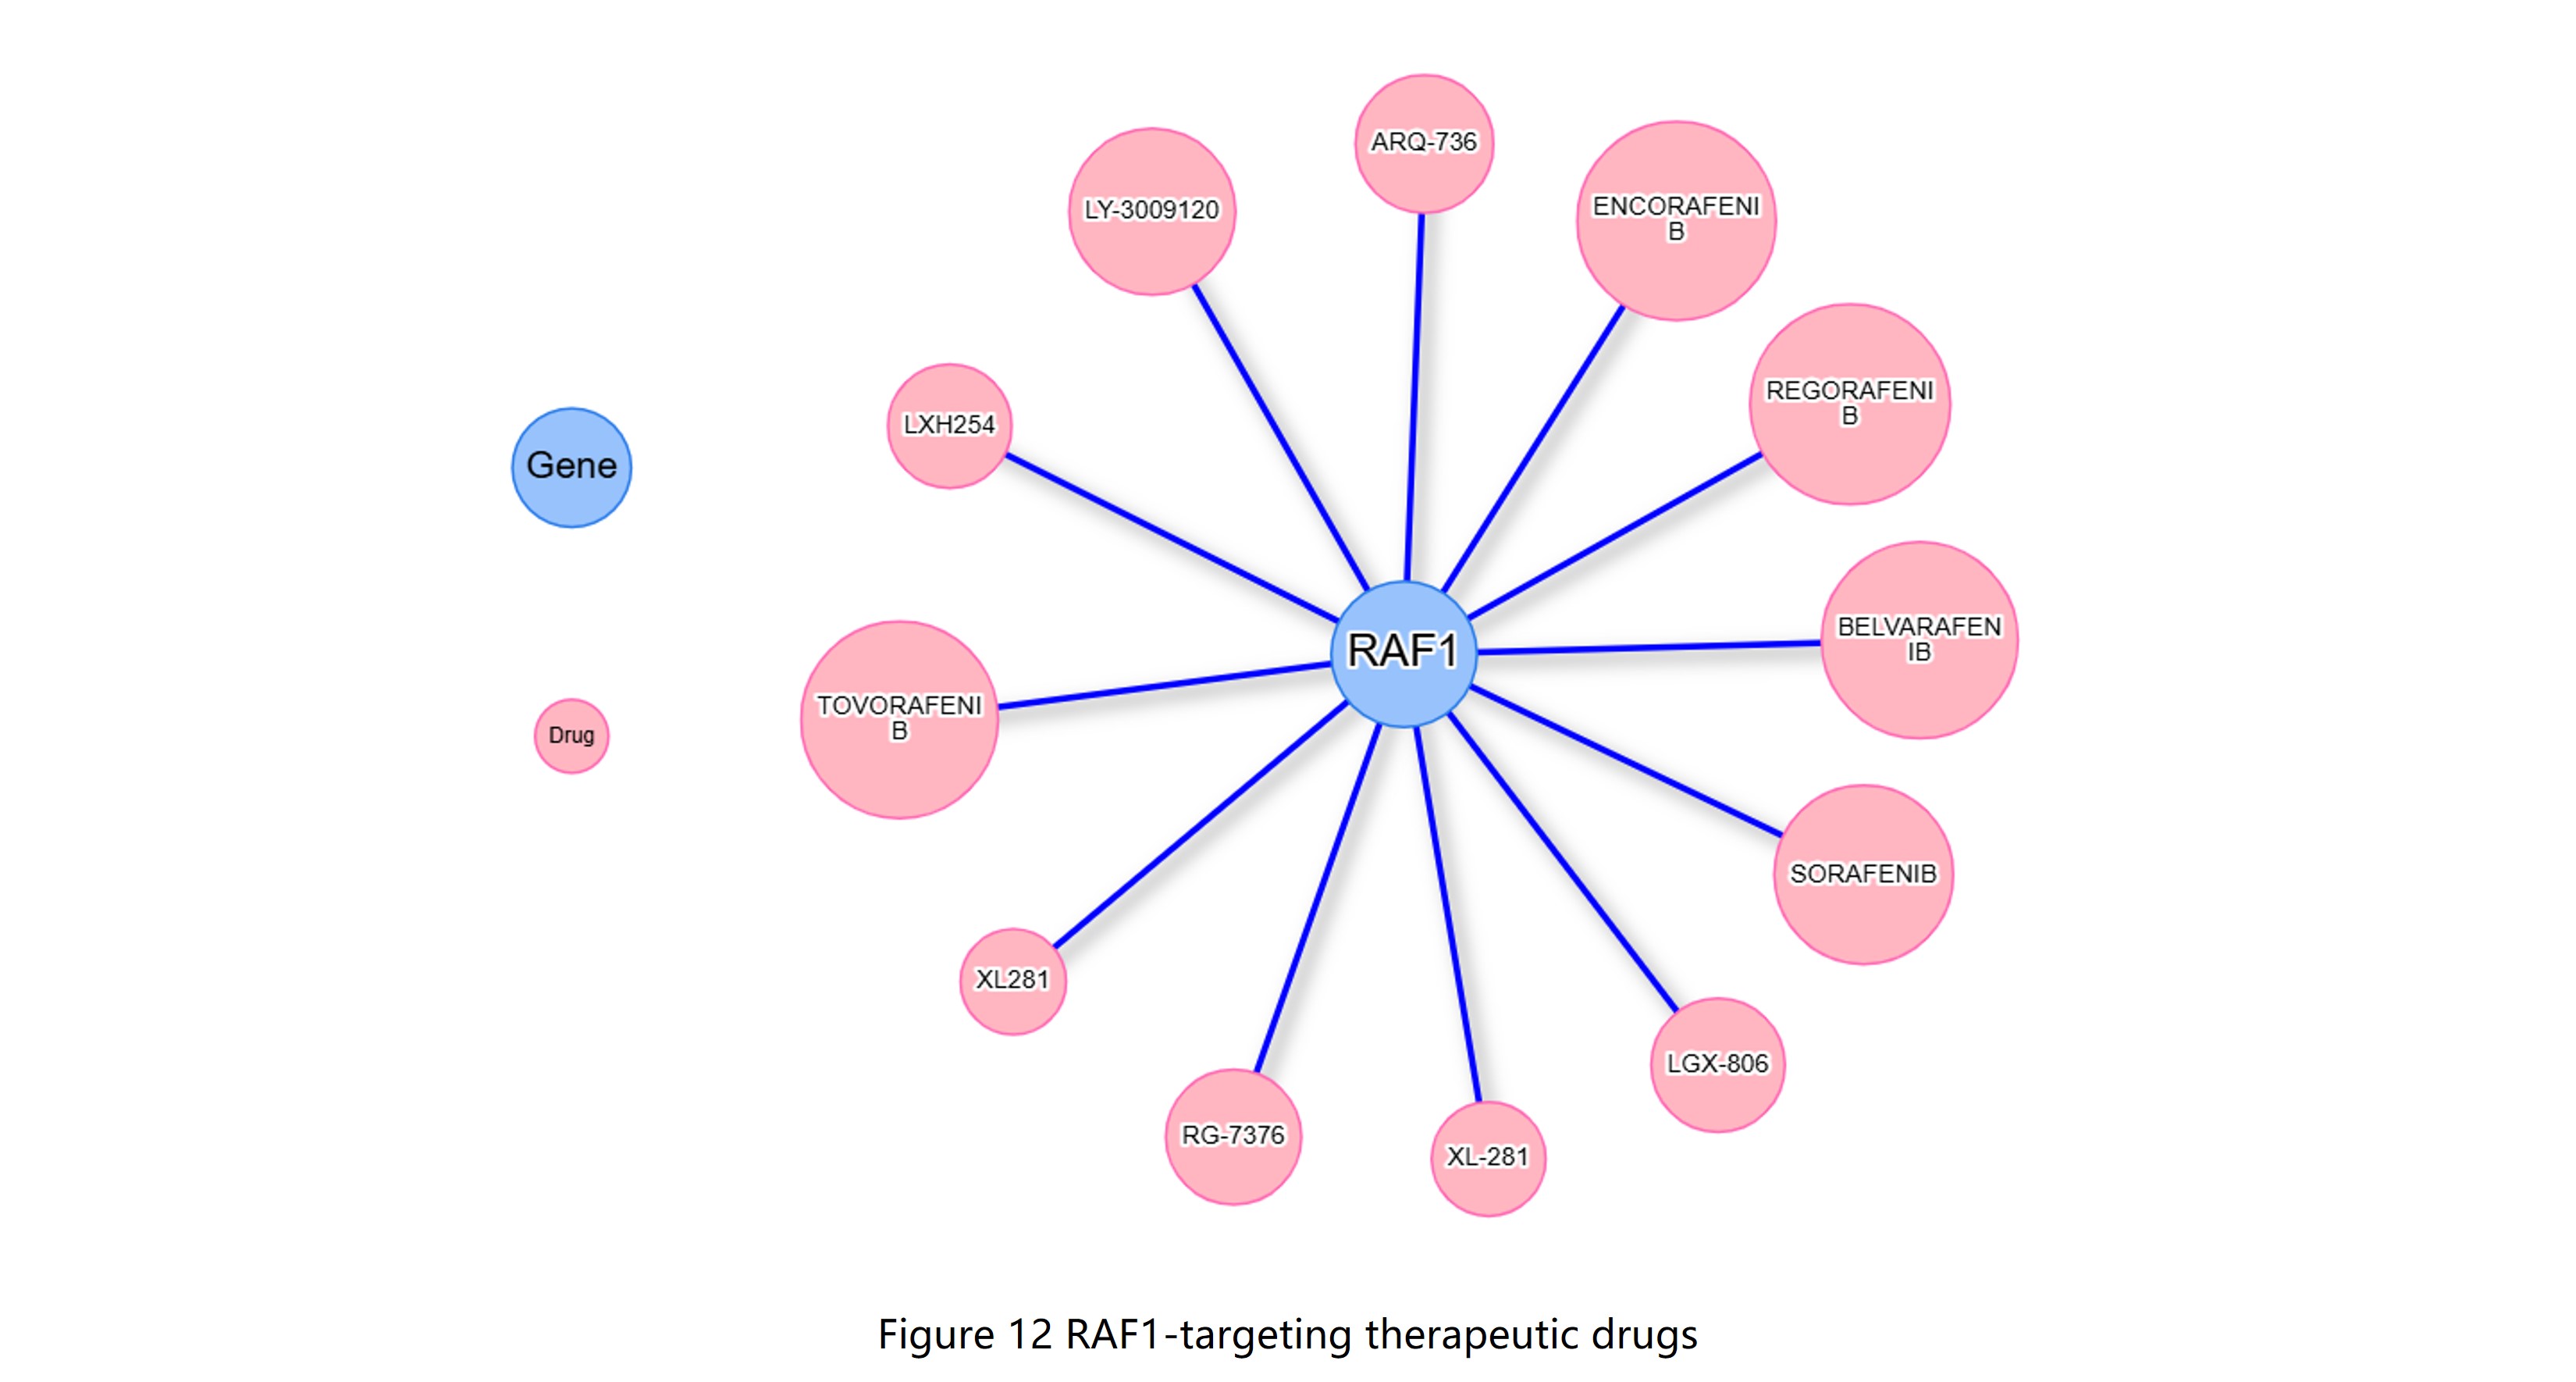 ARQ-736
LY-3009120
ENCORAFENI
B
REGORAFENI
B
LXH254
Gene
BELVARAFEN
IB
RAF1
TOVORAFENI
B
Drug
SORAFENIB
XL281
LGX-806
RG-7376
XL-281
Figure 12 RAF1-targeting therapeutic drugs